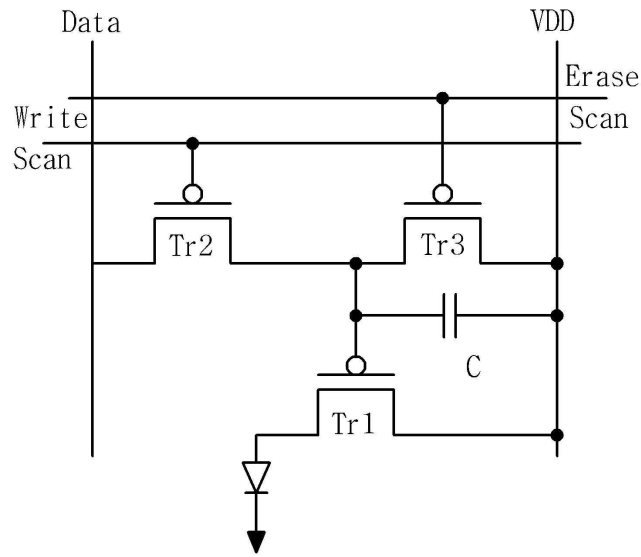 Data
VDD
Erase
Write
Scan
Scan
Tr2
Tr3
C
Tr1